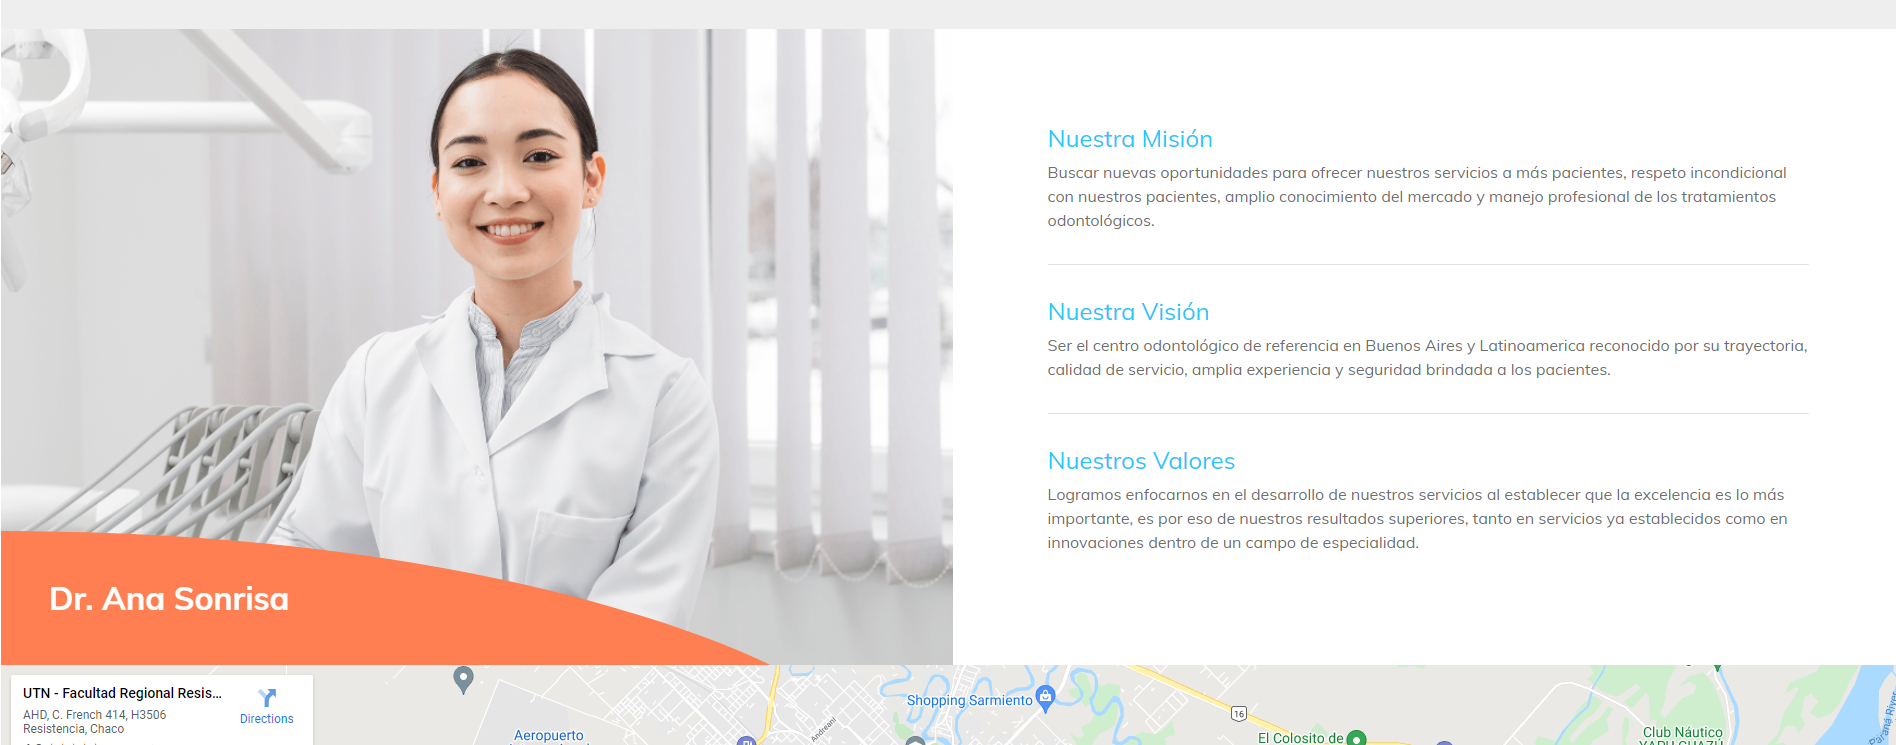 Nuestra Misión
Buscar nuevas oportunidades para ofrecer nuestros servicios a más pacientes, respeto incondicional
con nuestros pacientes, amplio conocimiento del mercado y manejo profesional de los tratamientos
odontológicos.
Nuestra Visión
Ser el centro odontológico de referencia en Buenos Aires y Latinoamerica reconocido por su trayectoria,
calidad de servicio, amplia experiencia y seguridad brindada a los pacientes.
Nuestros Valores
Logramos enfocarnos en el desarrollo de nuestros servicios al establecer que la excelencia es lo más
importante, es por eso de nuestros resultados superiores, tanto en servicios ya establecidos como en
innovaciones dentro de un campo de especialidad.
Dr. Ana Sonrisa
UTN - Facultad Regional Resis...
AHD, C. French 414, H3506
Resistencia, Chaco
Directions
Aeropuerto
Andreani
Shopping Sarmiento
16
El Colosito de
Club Náutico
Paraná River